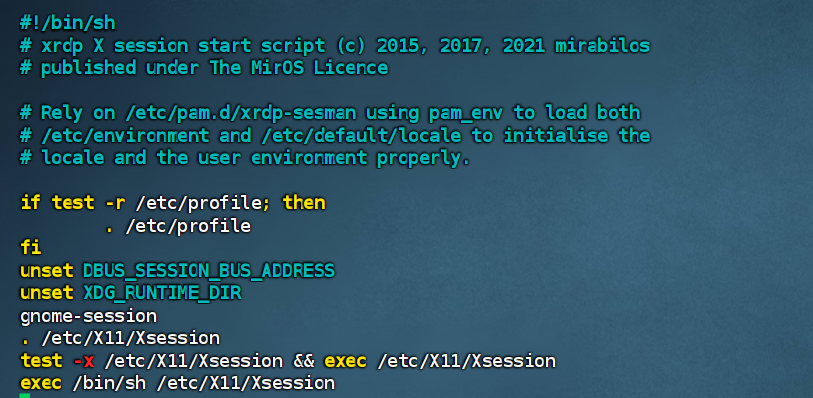 #!/bin/sh
# xrdp X session start script (c) 2015, 2017, 2021 mirabilos
# published under The MirOS Licence

# Rely on /etc/pam.d/xrdp-sesman using pam_env to load both
# /etc/environment and /etc/default/locale to initialise the
# locale and the user environment properly.

if test -r /etc/profile; then
        . /etc/profile
fi
unset DBUS_SESSION_BUS_ADDRESS
unset XDG_RUNTIME_DIR
gnome-session
. /etc/X11/Xsession
test -x /etc/X11/Xsession && exec /etc/X11/Xsession
exec /bin/sh /etc/X11/Xsession